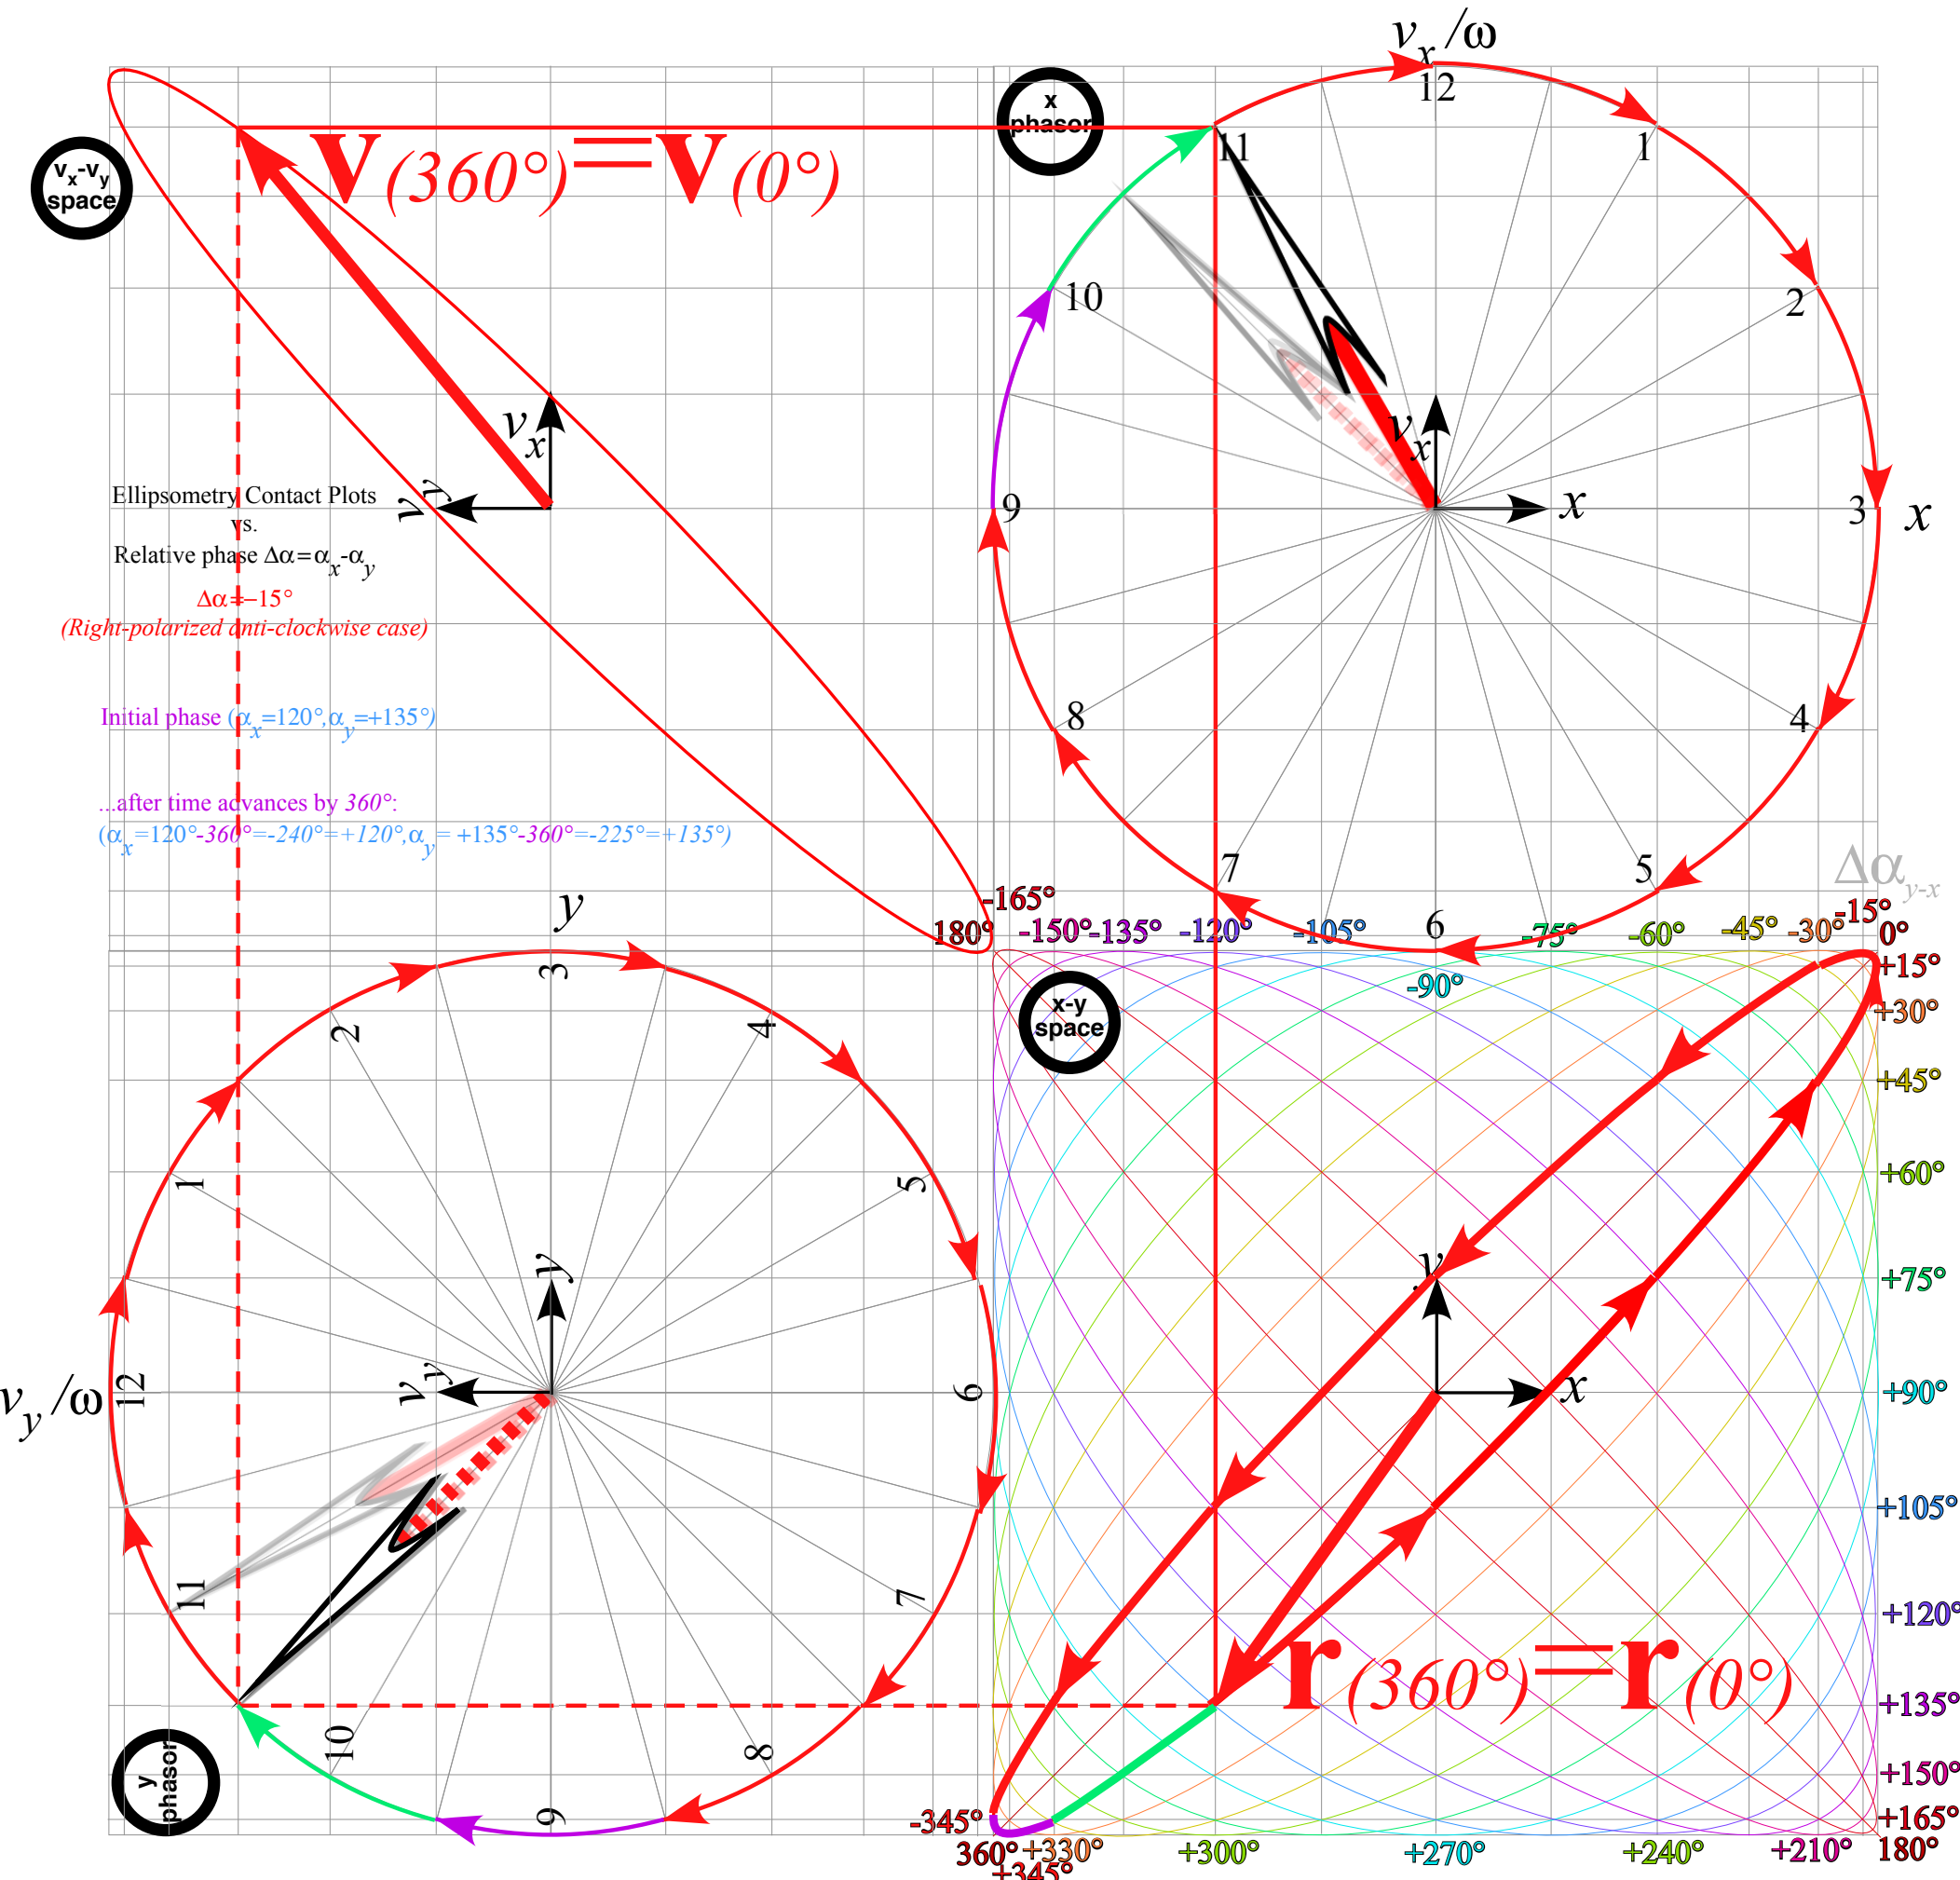 v_x /ω
x
phasor
12
11
1
v_x-v_y
space
v(360°)=v(0°)
10
2
v_x
v_x
v_y
x
9
3
x
Ellipsometry Contact Plots
vs.
Relative phase Δα=α_x-α_y
Δα=−15°
(Right-polarized anti-clockwise case)
Initial phase (α_x=120°,α_y=+135°)
8
4
...after time advances by 360°:
(α_x=120°-360°=-240°=+120°,α_y= +135°-360°=-225°=+135°)
7
5
Δα_y-x
y
-165°
180°
-150°
-135°
-120°
-105°
6
-75°
-60°
-45°
-30°
-15°
0°
-90°
+15°
+30°
+45°
+60°
+75°
+90°
+105°
+120°
+135°
+150°
+165°
180°
x-y
space
3
2
4
1
5
y
y
v_y /ω
12
v_y
6
x
11
7
r(360°)=r(0°)
10
8
9
y
phasor
-345°
360°
+330°
+345°
+300°
+270°
+240°
+210°